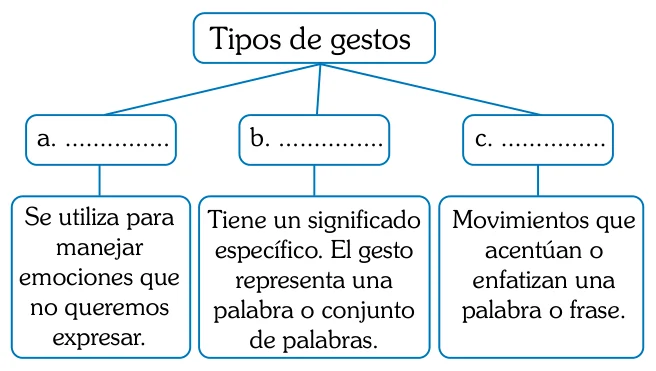 Tipos de gestos
a. ...............
b. ...............
c. ...............
Se utiliza para
manejar
emociones que
no queremos
expresar.
Tiene un significado
específico. El gesto
representa una
palabra o conjunto
de palabras.
Movimientos que
acentúan o
enfatizan una
palabra o frase.